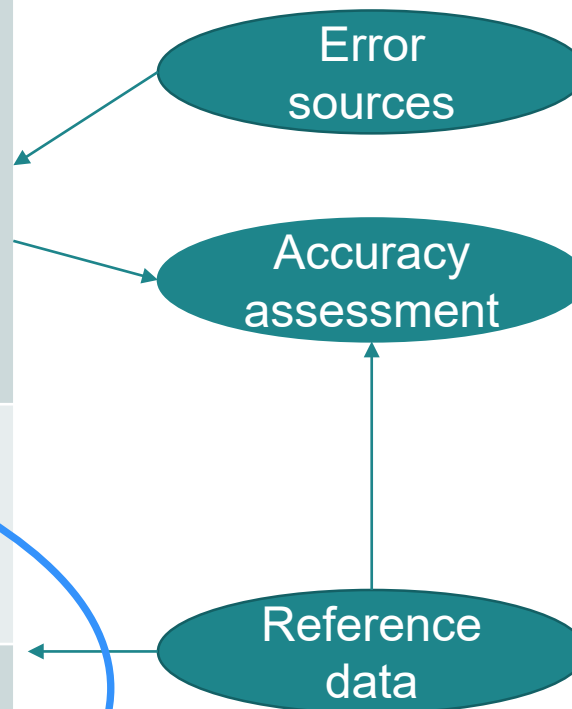 Error
sources
Accuracy
assessment
Reference
data